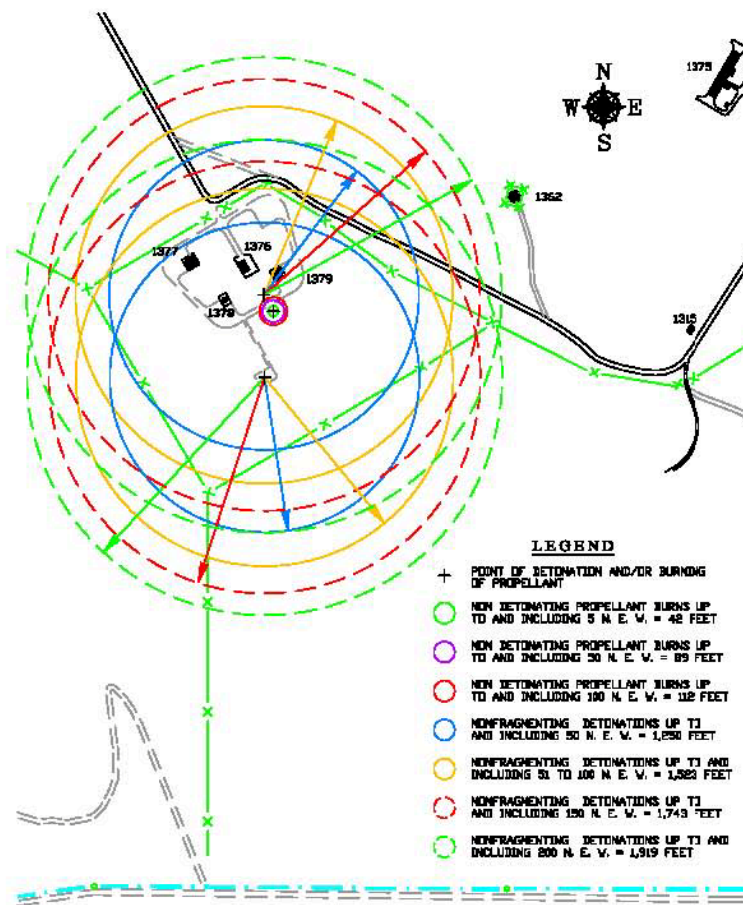 N
1375
W E
S
1362
1377
1376
1379
1378
1315
LEGEND
POINT OF DETONATION AND/OR BURNING
OF PROPELLANT
NON DETONATING PROPELLANT BURNS UP
TO AND INCLUDING 5 N. E. W. = 42 FEET
NON DETONATING PROPELLANT BURNS UP
TO AND INCLUDING 50 N. E. W. = 89 FEET
NON DETONATING PROPELLANT BURNS UP
TO AND INCLUDING 100 N. E. W. = 112 FEET
NONFRAGMENTING DETONATIONS UP TO
AND INCLUDING 50 N. E. W. = 1,250 FEET
NONFRAGMENTING DETONATIONS UP TO AND
INCLUDING 51 TO 100 N. E. W. = 1,523 FEET
NONFRAGMENTING DETONATIONS UP TO
AND INCLUDING 150 N. E. W. = 1,743 FEET
NONFRAGMENTING DETONATIONS UP TO AND
INCLUDING 200 N. E. W. = 1,919 FEET